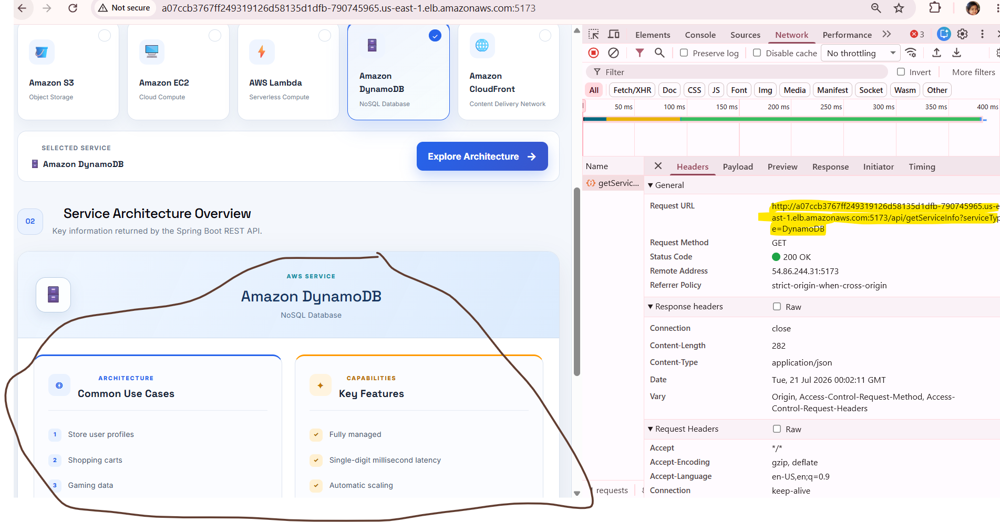 Not secure
a07ccb3767ff249319126d58135d1dfb-790745965.us-east-1.elb.amazonaws.com:5173
Amazon S3
Object Storage
Amazon EC2
Cloud Compute
AWS Lambda
Serverless Compute
Amazon
DynamoDB
NoSQL Database
Amazon
CloudFront
Content Delivery Network
SELECTED SERVICE
Amazon DynamoDB
Explore Architecture →
02
Service Architecture Overview
Key information returned by the Spring Boot REST API.
AWS SERVICE
Amazon DynamoDB
NoSQL Database
ARCHITECTURE
Common Use Cases
1 Store user profiles
2 Shopping carts
3 Gaming data
CAPABILITIES
Key Features
Fully managed
Single-digit millisecond latency
Automatic scaling
Elements Console Sources Network Performance 3
Preserve log Disable cache No throttling
Filter Invert More filters
All Fetch/XHR Doc CSS JS Font Img Media Manifest Socket Wasm Other
50 ms 100 ms 150 ms 200 ms 250 ms 300 ms 350 ms 400 ms
Name
getServic...
Headers Payload Preview Response Initiator Timing
General
Request URL
http://a07ccb3767ff249319126d58135d1dfb-790745965.us-e
ast-1.elb.amazonaws.com:5173/api/getServiceInfo?serviceTyp
e=DynamoDB
Request Method GET
Status Code 200 OK
Remote Address 54.86.244.31:5173
Referrer Policy strict-origin-when-cross-origin
Response headers Raw
Connection close
Content-Length 282
Content-Type application/json
Date Tue, 21 Jul 2026 00:02:11 GMT
Vary Origin, Access-Control-Request-Method, Access-
Control-Request-Headers
Request Headers Raw
Accept */*
Accept-Encoding gzip, deflate
Accept-Language en-US,en;q=0.9
Connection keep-alive
requests